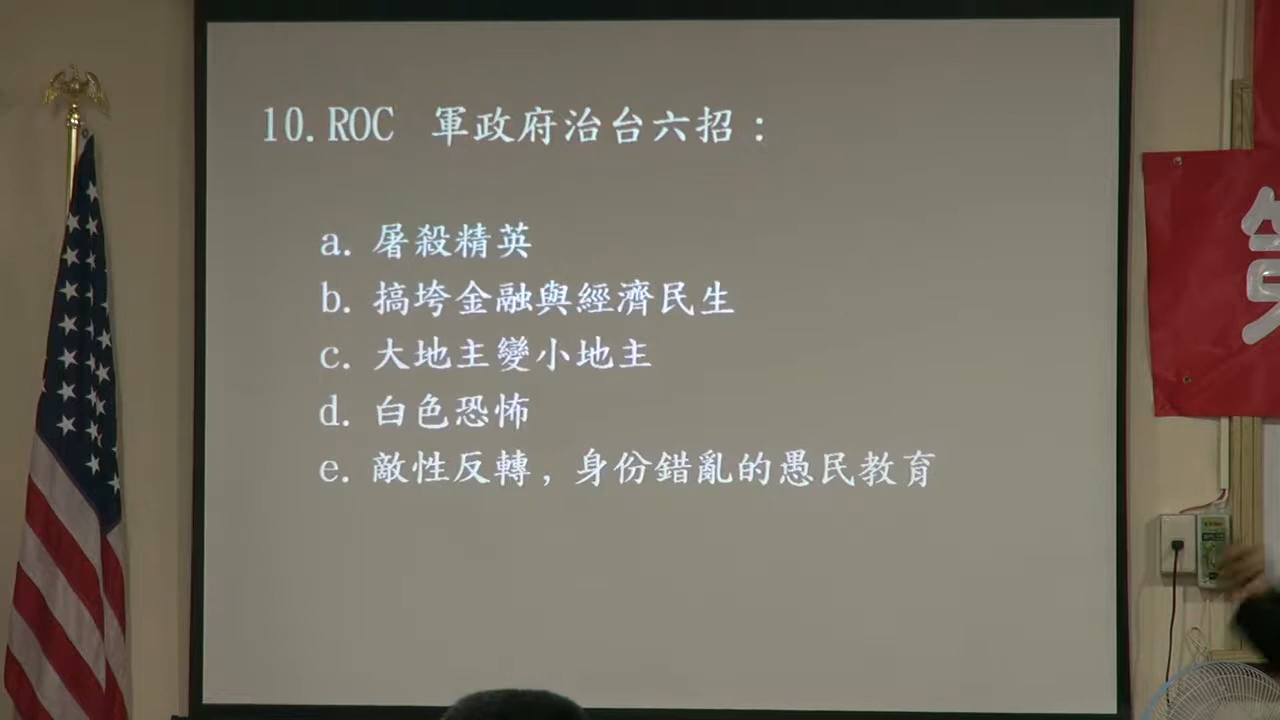 10. ROC 軍政府治台六招：
a. 屠殺精英
b. 搞垮金融與經濟民生
c. 大地主變小地主
d. 白色恐怖
e. 敵性反轉，身份錯亂的愚民教育
第